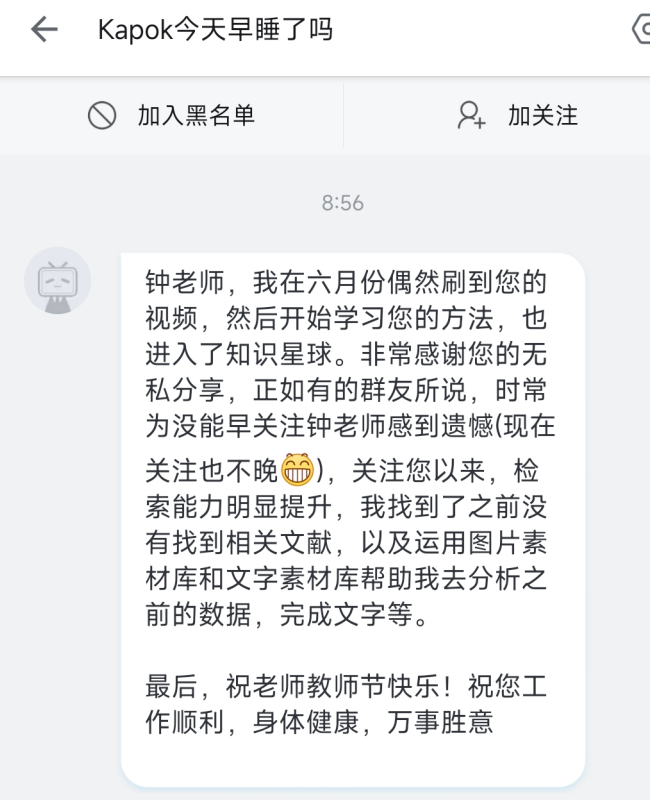 Kapok今天早睡了吗
加入黑名单
加关注
8:56
钟老师，我在六月份偶然刷到您的
视频，然后开始学习您的方法，也
进入了知识星球。非常感谢您的无
私分享，正如有的群友所说，时常
为没能早关注钟老师感到遗憾(现在
关注也不晚😁)，关注您以来，检
索能力明显提升，我找到了之前没
有找到相关文献，以及运用图片素
材库和文字素材库帮助我去分析之
前的数据，完成文字等。
最后，祝老师教师节快乐！祝您工
作顺利，身体健康，万事胜意